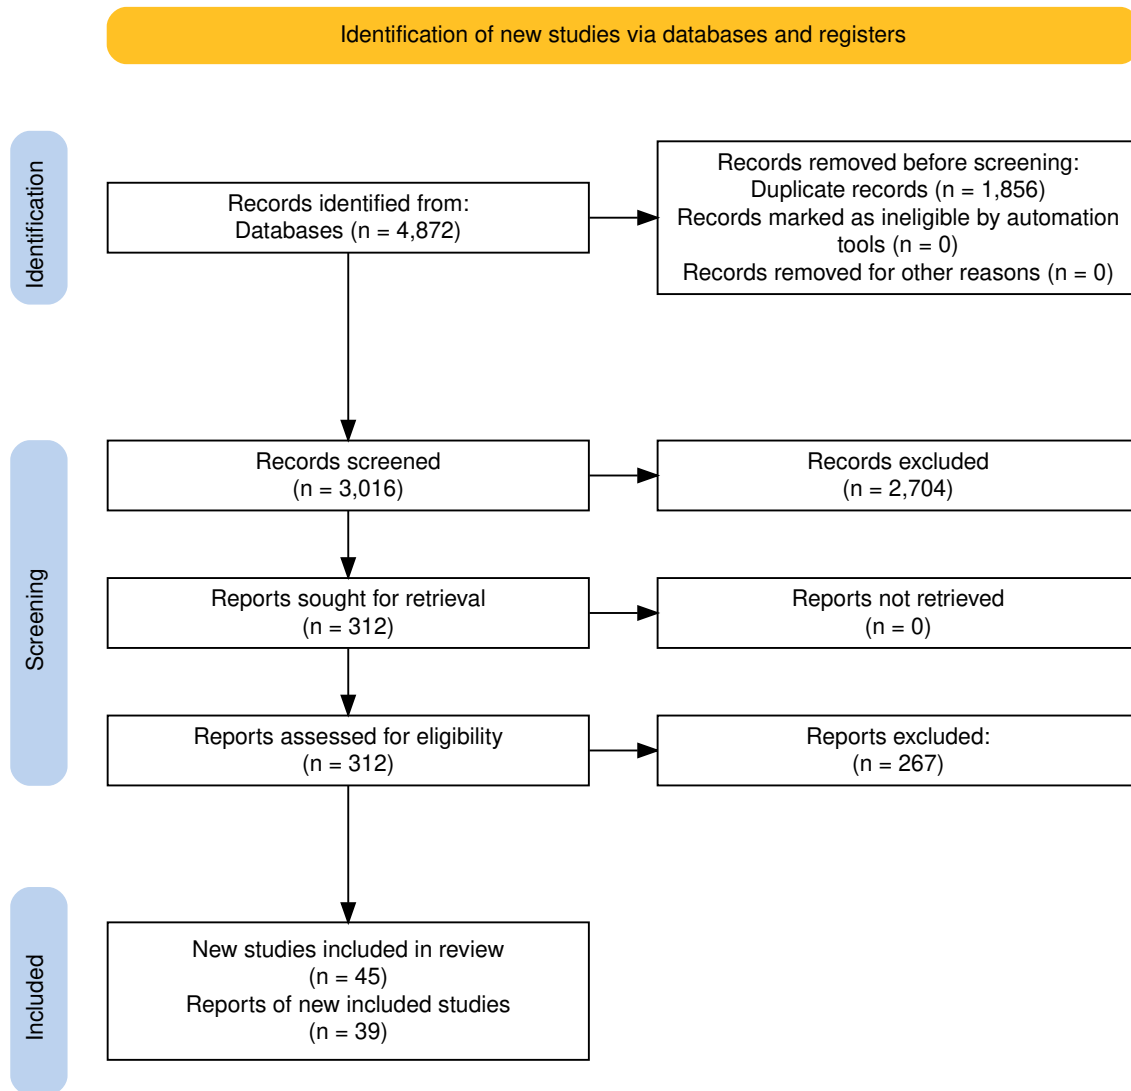 Identification of new studies via databases and registers
Identification
Records identified from:
Databases (n = 4,872)
Records removed before screening:
Duplicate records (n = 1,856)
Records marked as ineligible by automation
tools (n = 0)
Records removed for other reasons (n = 0)
Screening
Records screened
(n = 3,016)
Records excluded
(n = 2,704)
Reports sought for retrieval
(n = 312)
Reports not retrieved
(n = 0)
Reports assessed for eligibility
(n = 312)
Reports excluded:
(n = 267)
Included
New studies included in review
(n = 45)
Reports of new included studies
(n = 39)